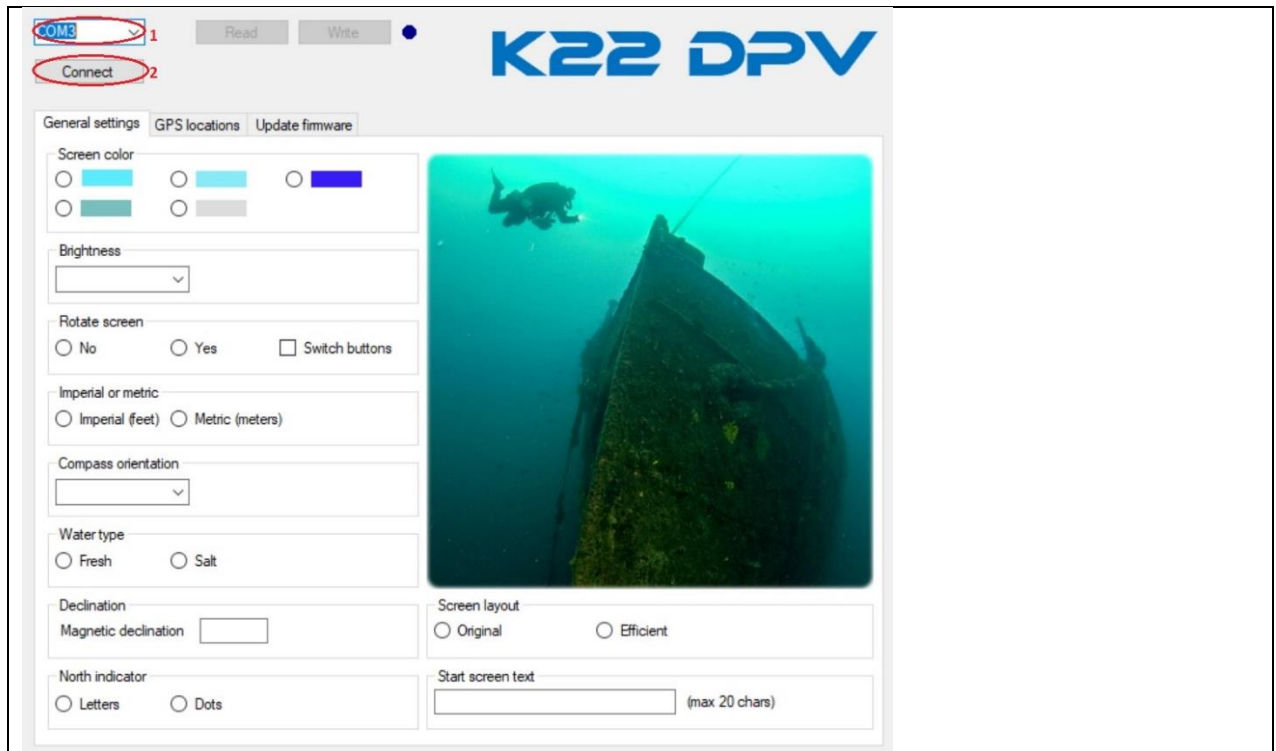 COM3 1 Read Write
K22 DPV
Connect 2
General settings GPS locations Update firmware
Screen color
Brightness
Rotate screen
No Yes Switch buttons
Imperial or metric
Imperial (feet) Metric (meters)
Compass orientation
Water type
Fresh Salt
Declination
Magnetic declination
Screen layout
Original Efficient
North indicator
Letters Dots
Start screen text
(max 20 chars)